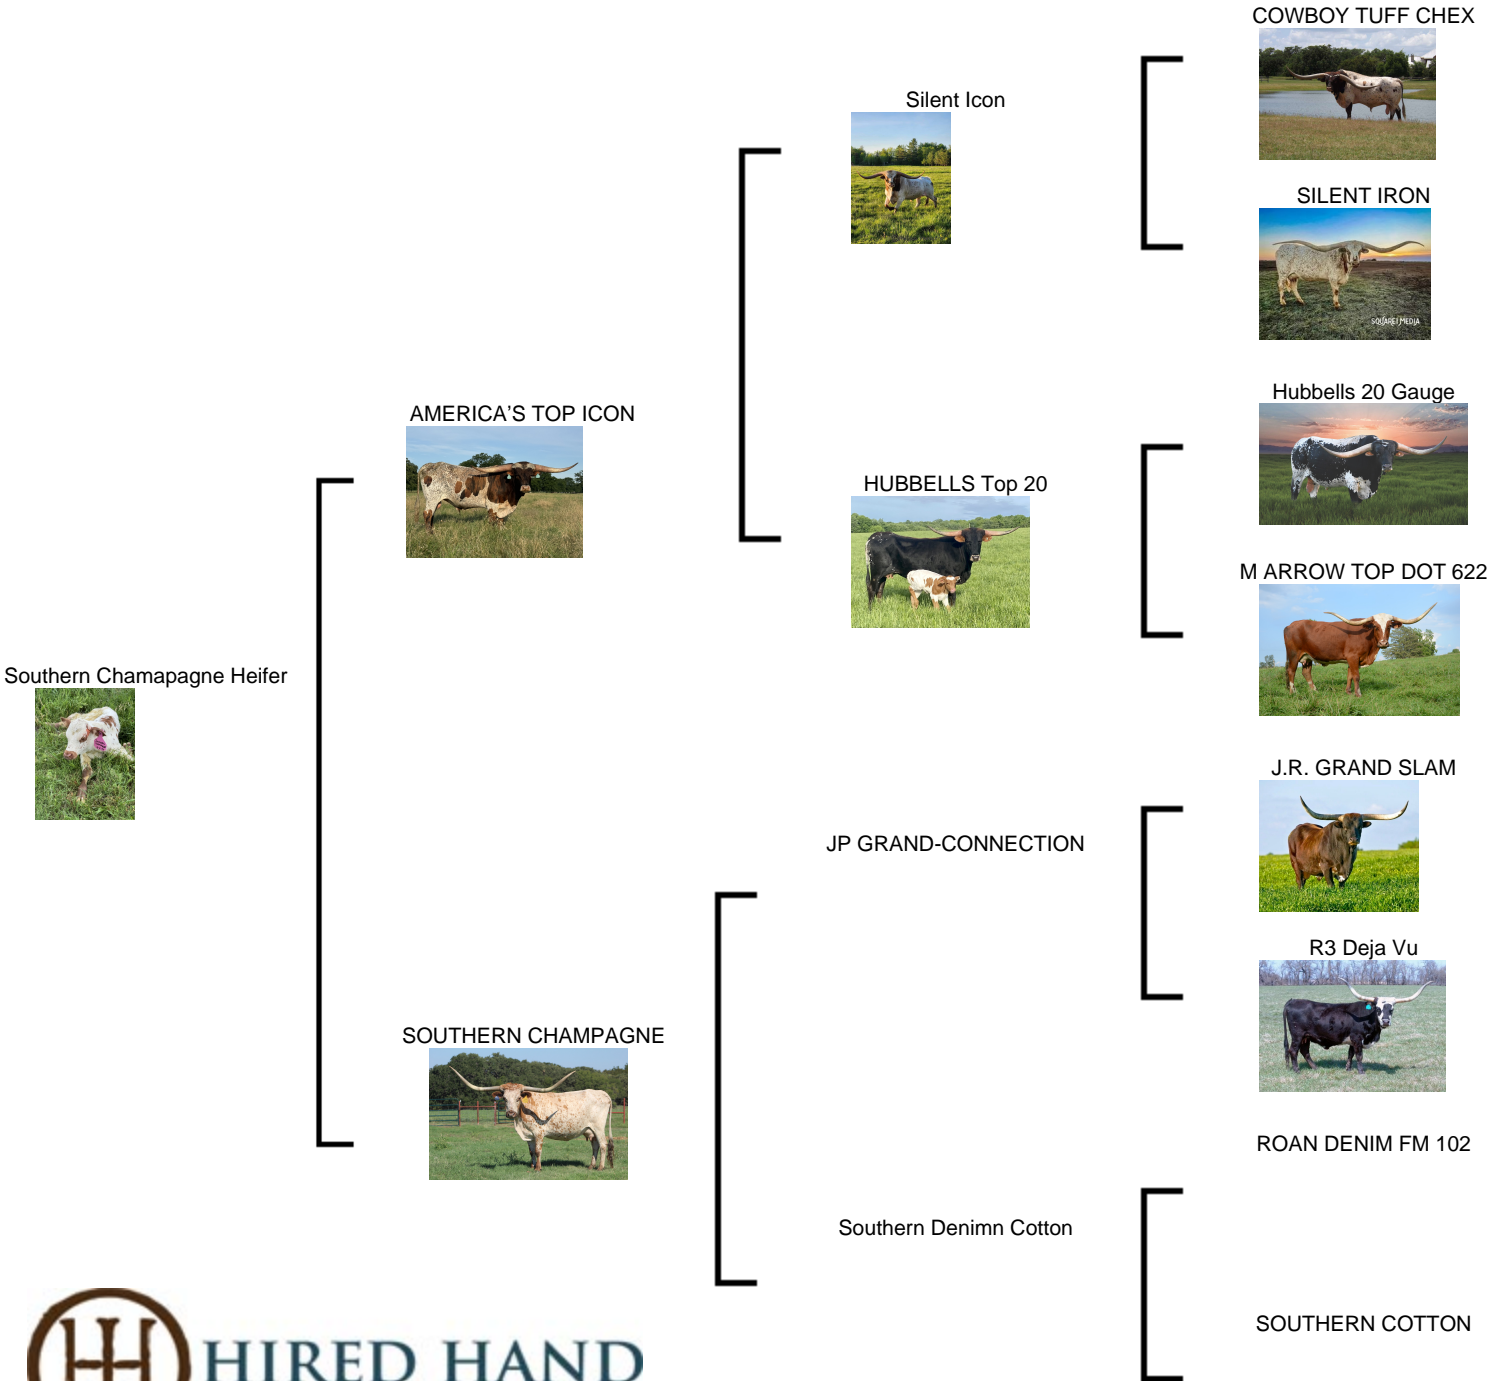 COWBOY TUFF CHEX
Silent Icon
SILENT IRON
SQUARE1 MEDIA
Hubbells 20 Gauge
AMERICA'S TOP ICON
HUBBELLS Top 20
M ARROW TOP DOT 622
Southern Chamapagne Heifer
J.R. GRAND SLAM
JP GRAND-CONNECTION
R3 Deja Vu
SOUTHERN CHAMPAGNE
ROAN DENIM FM 102
Southern Denimn Cotton
SOUTHERN COTTON
HIRED HAND